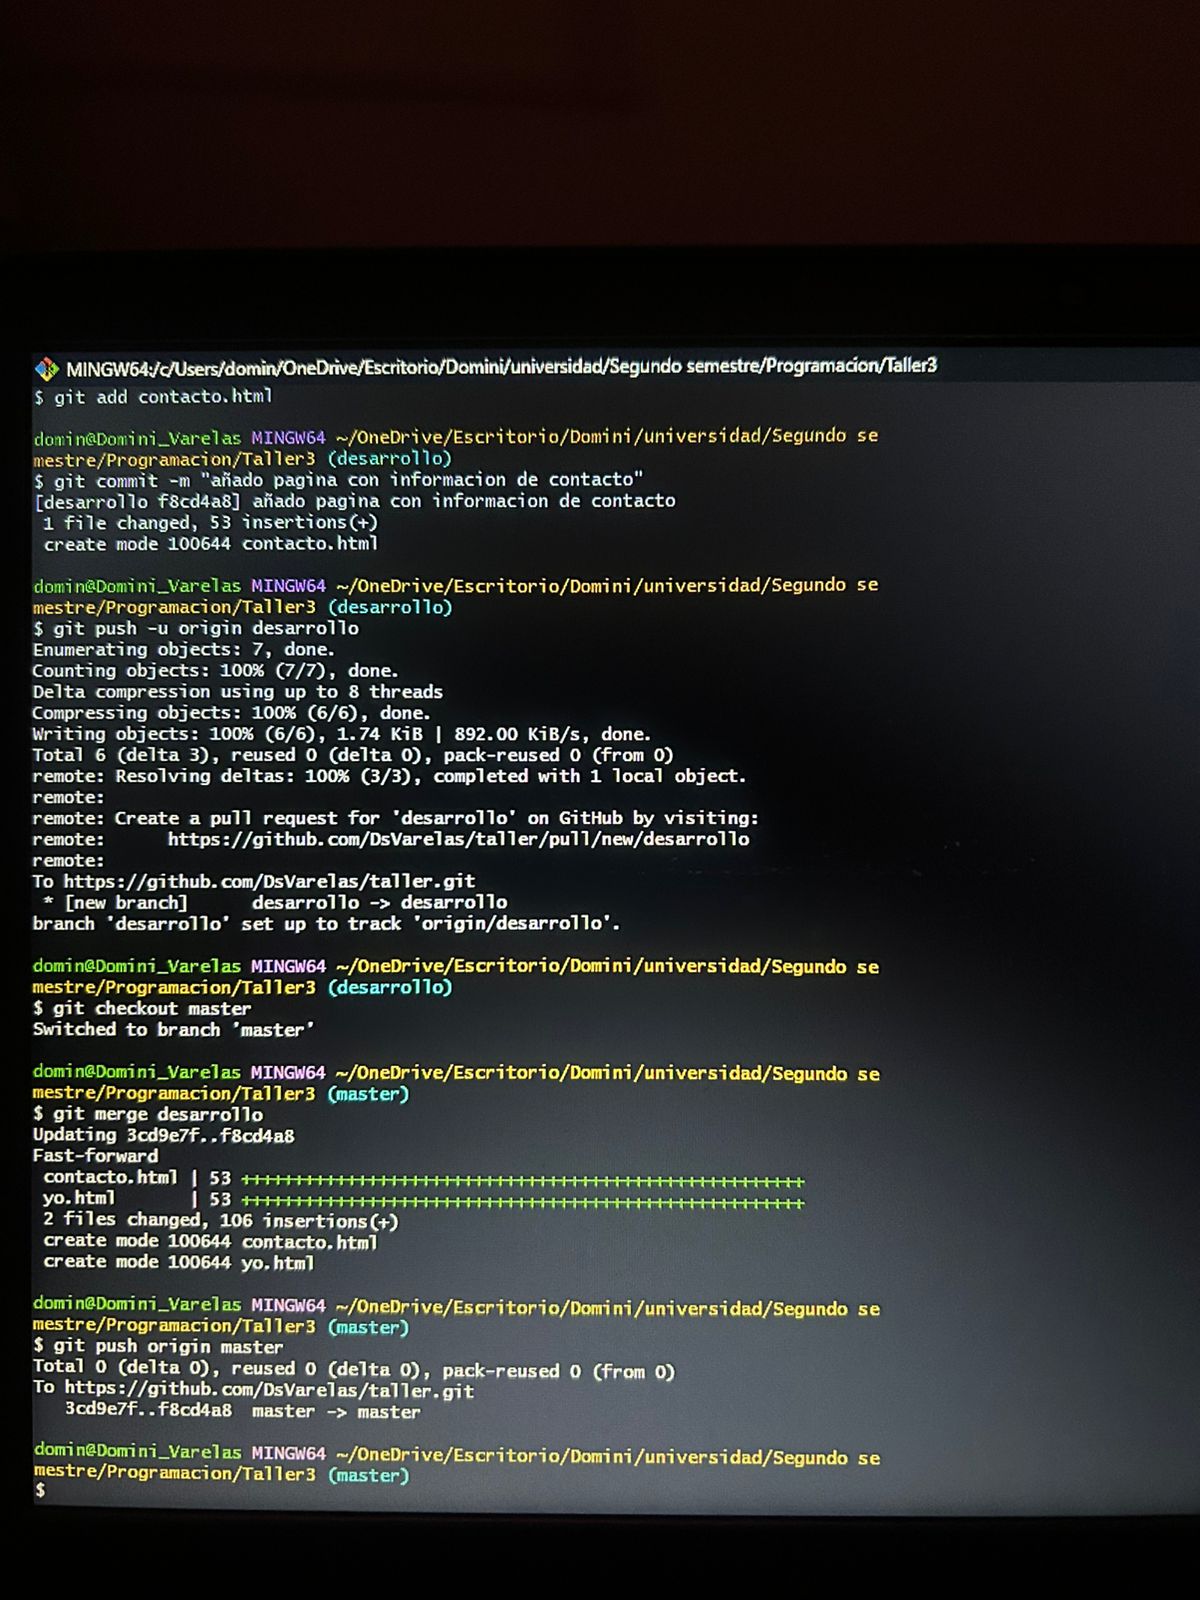 MINGW64:/c/Users/domin/OneDrive/Escritorio/Domini/universidad/Segundo semestre/Programacion/Taller3
$ git add contacto.html
domin@Domini_Varelas MINGW64 ~/OneDrive/Escritorio/Domini/universidad/Segundo se
mestre/Programacion/Taller3 (desarrollo)
$ git commit -m "añado pagina con informacion de contacto"
[desarrollo f8cd4a8] añado pagina con informacion de contacto
1 file changed, 53 insertions(+)
create mode 100644 contacto.html
domin@Domini_Varelas MINGW64 ~/OneDrive/Escritorio/Domini/universidad/Segundo se
mestre/Programacion/Taller3 (desarrollo)
$ git push -u origin desarrollo
Enumerating objects: 7, done.
Counting objects: 100% (7/7), done.
Delta compression using up to 8 threads
Compressing objects: 100% (6/6), done.
Writing objects: 100% (6/6), 1.74 KiB | 892.00 KiB/s, done.
Total 6 (delta 3), reused 0 (delta 0), pack-reused 0 (from 0)
remote: Resolving deltas: 100% (3/3), completed with 1 local object.
remote:
remote: Create a pull request for 'desarrollo' on GitHub by visiting:
remote:      https://github.com/DsVarelas/taller/pull/new/desarrollo
remote:
To https://github.com/DsVarelas/taller.git
* [new branch]      desarrollo -> desarrollo
branch 'desarrollo' set up to track 'origin/desarrollo'.
domin@Domini_Varelas MINGW64 ~/OneDrive/Escritorio/Domini/universidad/Segundo se
mestre/Programacion/Taller3 (desarrollo)
$ git checkout master
Switched to branch 'master'
domin@Domini_Varelas MINGW64 ~/OneDrive/Escritorio/Domini/universidad/Segundo se
mestre/Programacion/Taller3 (master)
$ git merge desarrollo
Updating 3cd9e7f..f8cd4a8
Fast-forward
contacto.html | 53 +++++++++++++++++++++++++++++++++++++++++++++++++++++
yo.html       | 53 +++++++++++++++++++++++++++++++++++++++++++++++++++++
2 files changed, 106 insertions(+)
create mode 100644 contacto.html
create mode 100644 yo.html
domin@Domini_Varelas MINGW64 ~/OneDrive/Escritorio/Domini/universidad/Segundo se
mestre/Programacion/Taller3 (master)
$ git push origin master
Total 0 (delta 0), reused 0 (delta 0), pack-reused 0 (from 0)
To https://github.com/DsVarelas/taller.git
3cd9e7f..f8cd4a8  master -> master
domin@Domini_Varelas MINGW64 ~/OneDrive/Escritorio/Domini/universidad/Segundo se
mestre/Programacion/Taller3 (master)
$